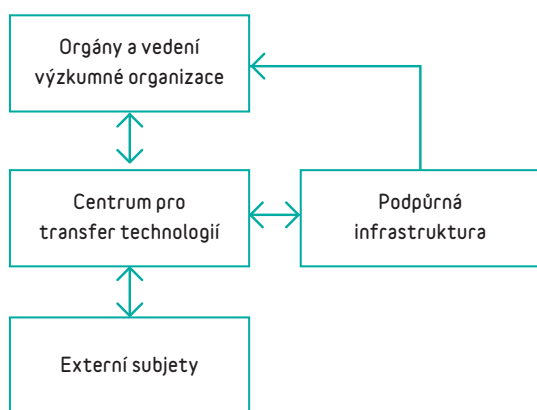 Orgány a vedení
výzkumné organizace
Centrum pro
transfer technologií
Podpůrná
infrastruktura
Externí subjety